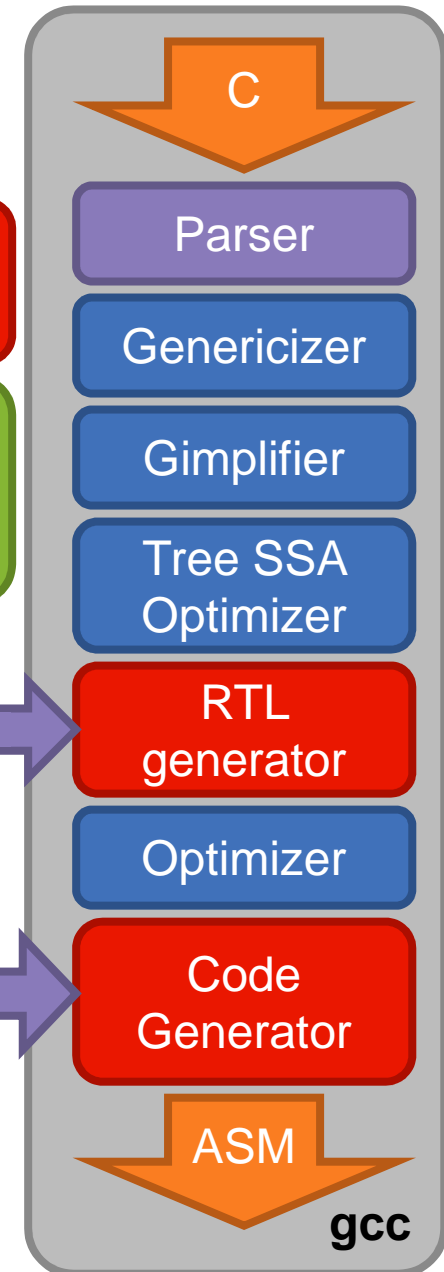 C
Parser
Genericizer
Gimplifier
Tree SSA
Optimizer
RTL
generator
Optimizer
Code
Generator
ASM
gcc